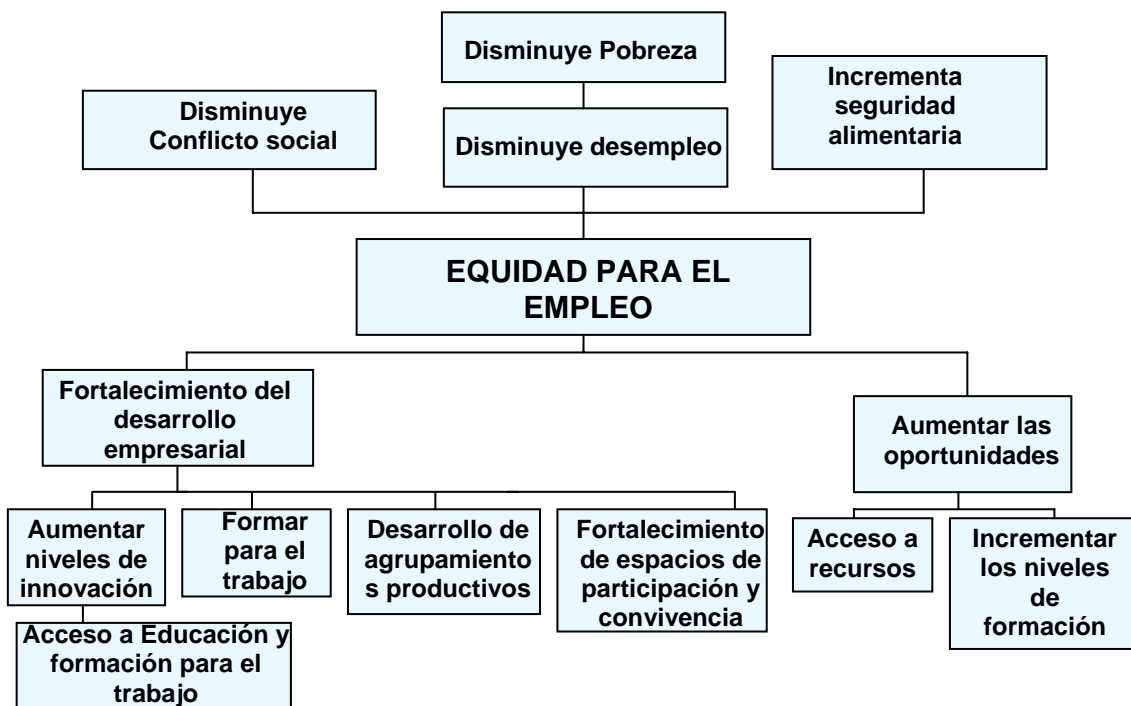 Disminuye Pobreza
Disminuye
Conflicto social
Disminuye desempleo
Incrementa
seguridad
alimentaria
EQUIDAD PARA EL
EMPLEO
Fortalecimiento del
desarrollo
empresarial
Aumentar las
oportunidades
Aumentar
niveles de
innovación
Formar
para el
trabajo
Desarrollo de
agrupamiento
s productivos
Fortalecimiento
de espacios de
participación y
convivencia
Acceso a
recursos
Incrementar
los niveles
de
formación
Acceso a Educación y
formación para el
trabajo